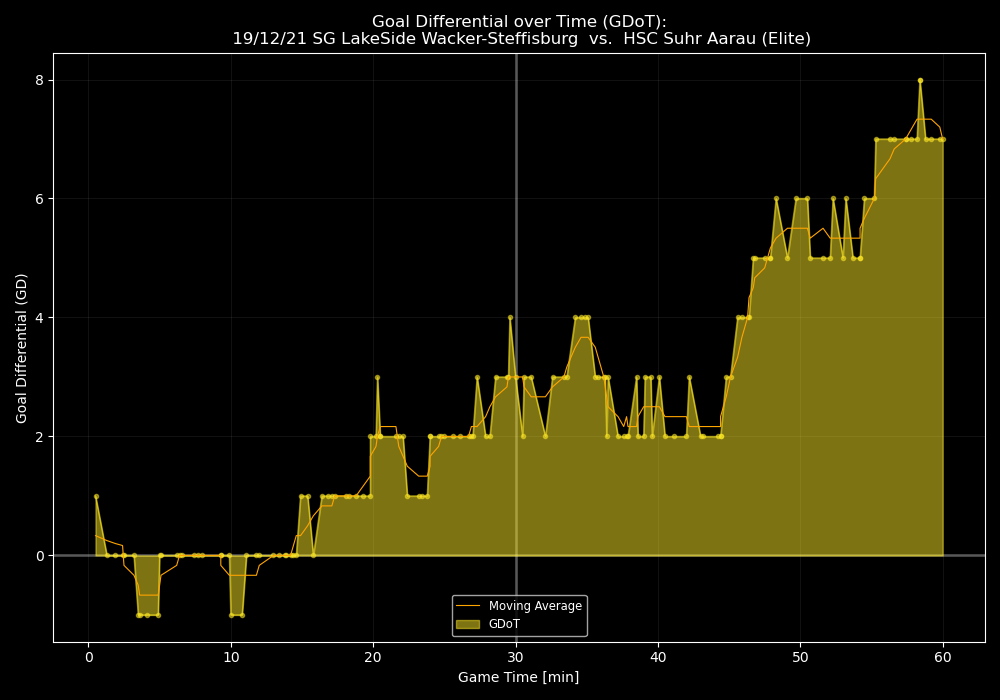 Goal Differential over Time (GDoT):
19/12/21 SG LakeSide Wacker-Steffisburg  vs.  HSC Suhr Aarau (Elite)
Goal Differential (GD)
8
6
4
2
0
0
10
20
30
40
50
60
Game Time [min]
Moving Average
GDoT